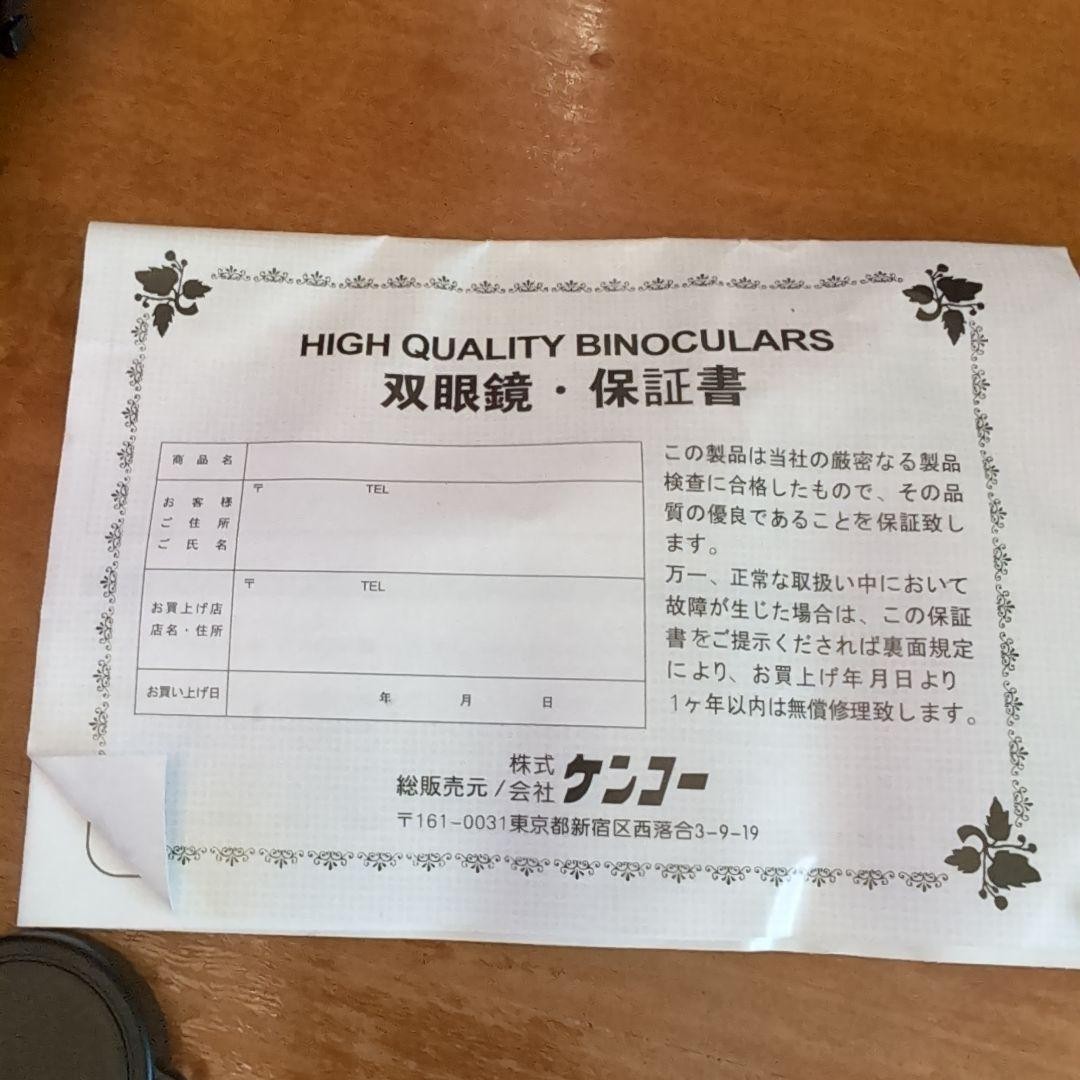 HIGH QUALITY BINOCULARS
双眼鏡・保証書
商品名
お客様
ご住所
ご氏名
〒 TEL
お買上げ店
店名・住所
〒 TEL
お買い上げ日
年 月 日
この製品は当社の厳密なる製品
検査に合格したもので、その品
質の優良であることを保証致し
ます。
万一、正常な取扱い中において
故障が生じた場合は、この保証
書をご提示くだされば裏面規定
により、お買上げ年月日より
1ヶ年以内は無償修理致します。
総販売元/株式会社 ケンコー
〒161-0031東京都新宿区西落合3-9-19